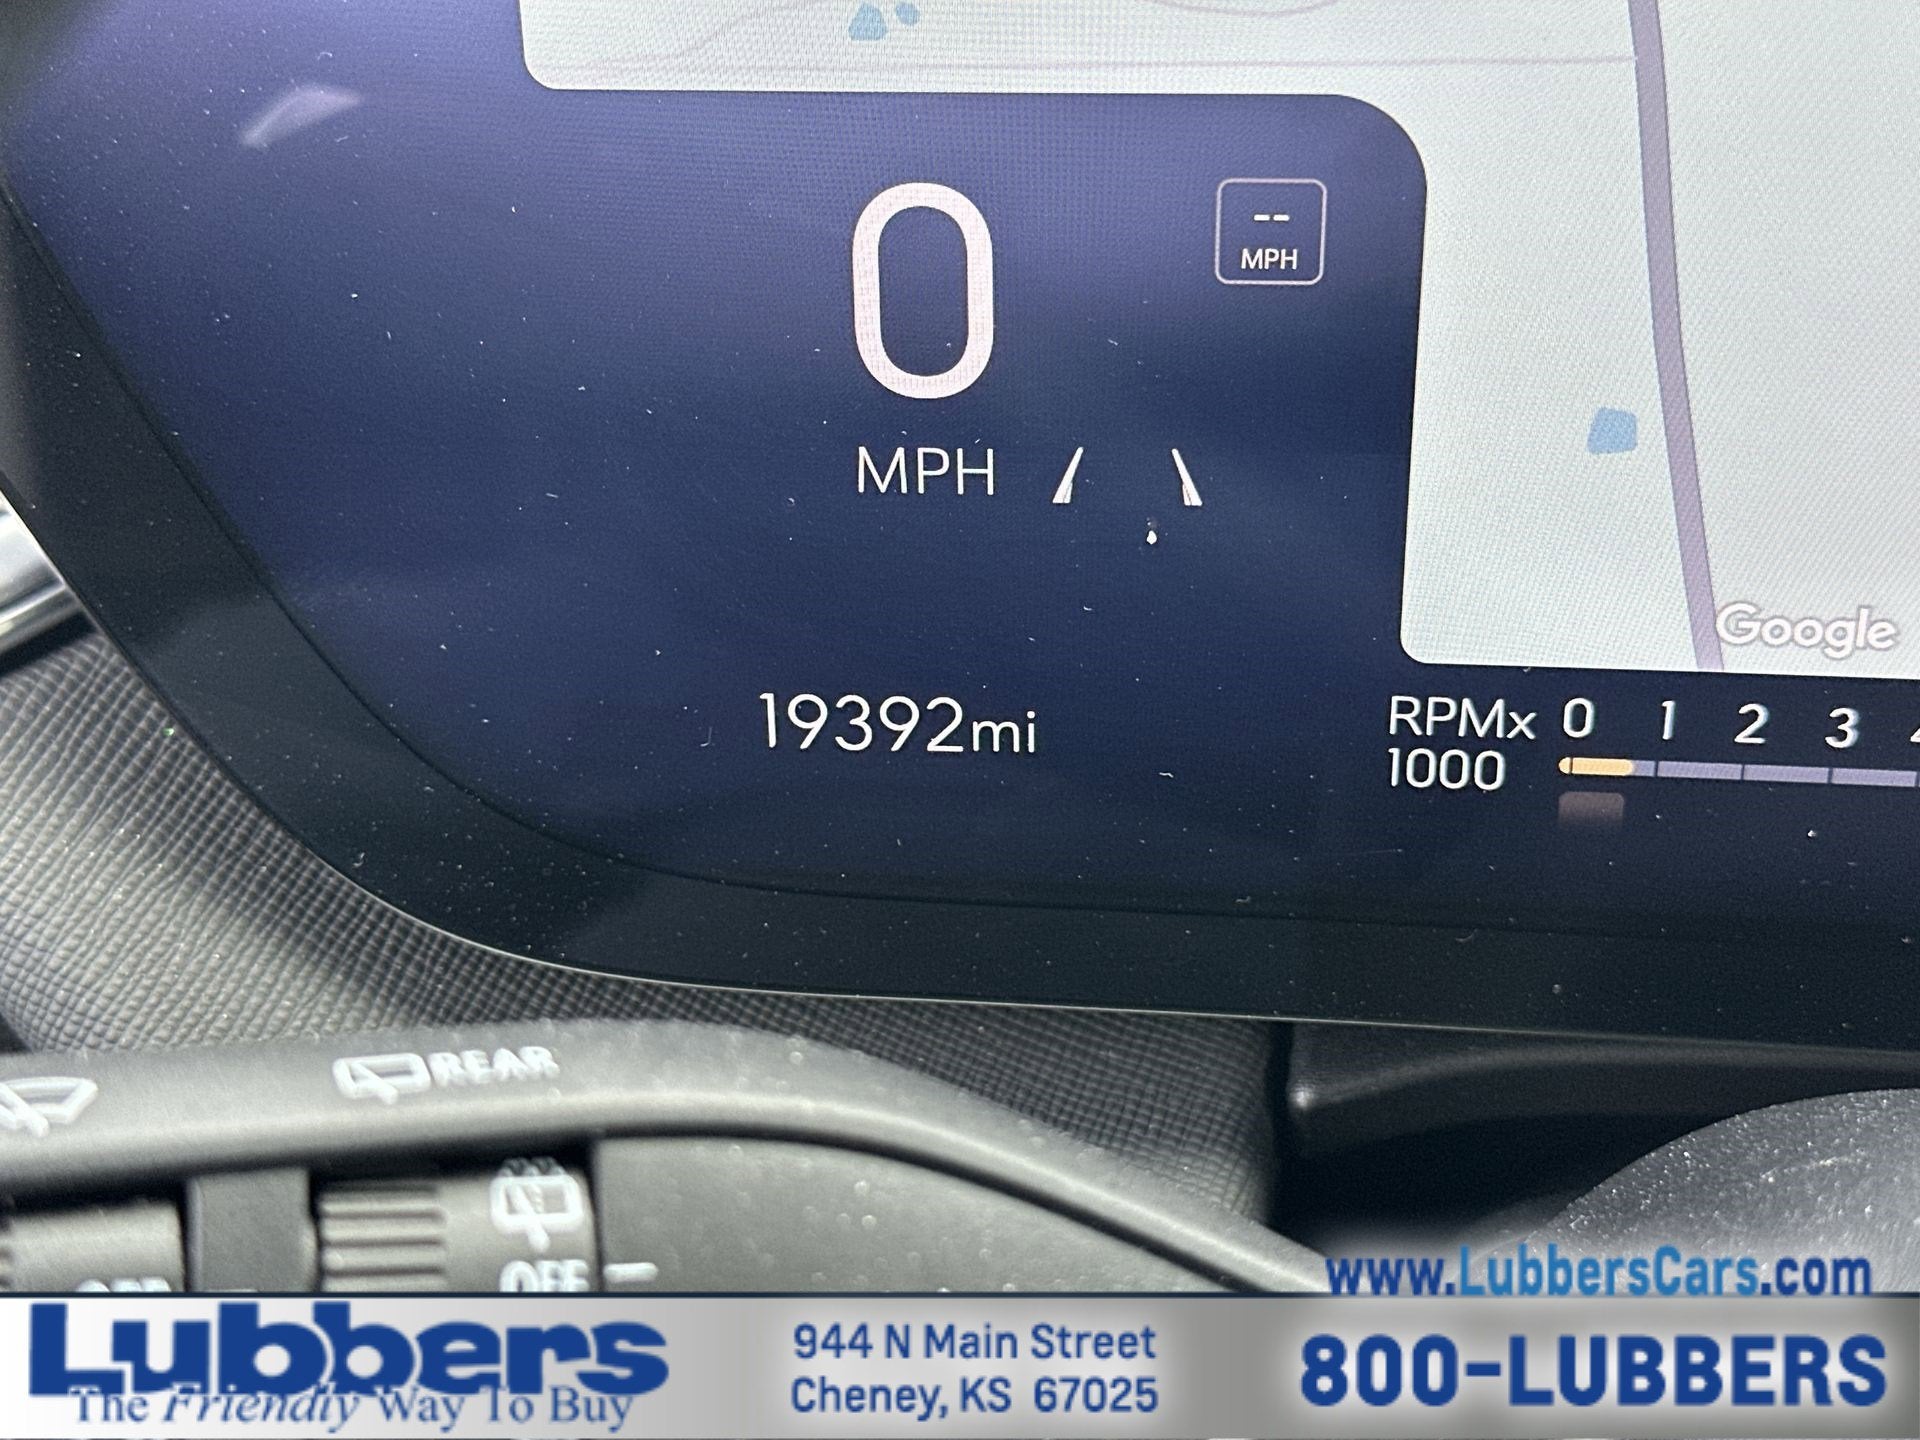 0
--
MPH
MPH
Google
19392mi
RPMx 0 1 2 3
1000
REAR
OFF
www.LubbersCars.com
Lubbers
The Friendly Way To Buy
944 N Main Street
Cheney, KS 67025
800-LUBBERS